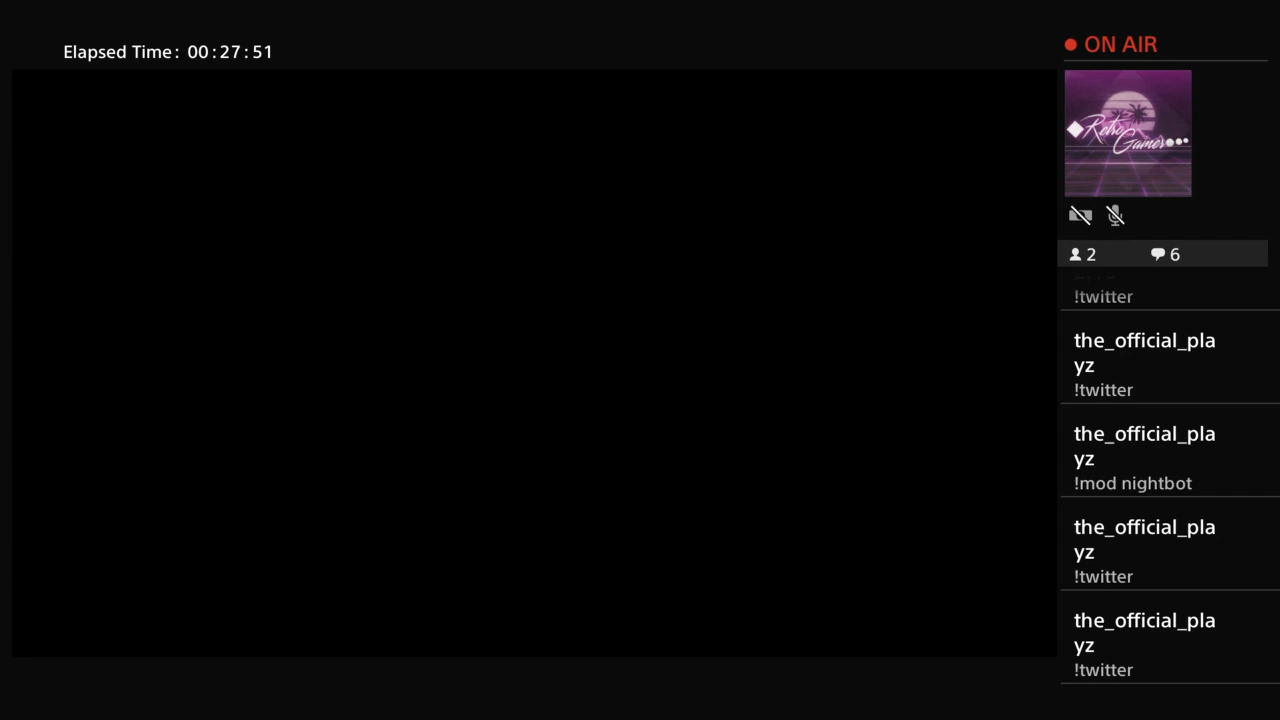 Elapsed Time: 00:27:51
ON AIR
Retro
Gamer
2
6
!twitter
the_official_pla
yz
!twitter
the_official_pla
yz
!mod nightbot
the_official_pla
yz
!twitter
the_official_pla
yz
!twitter